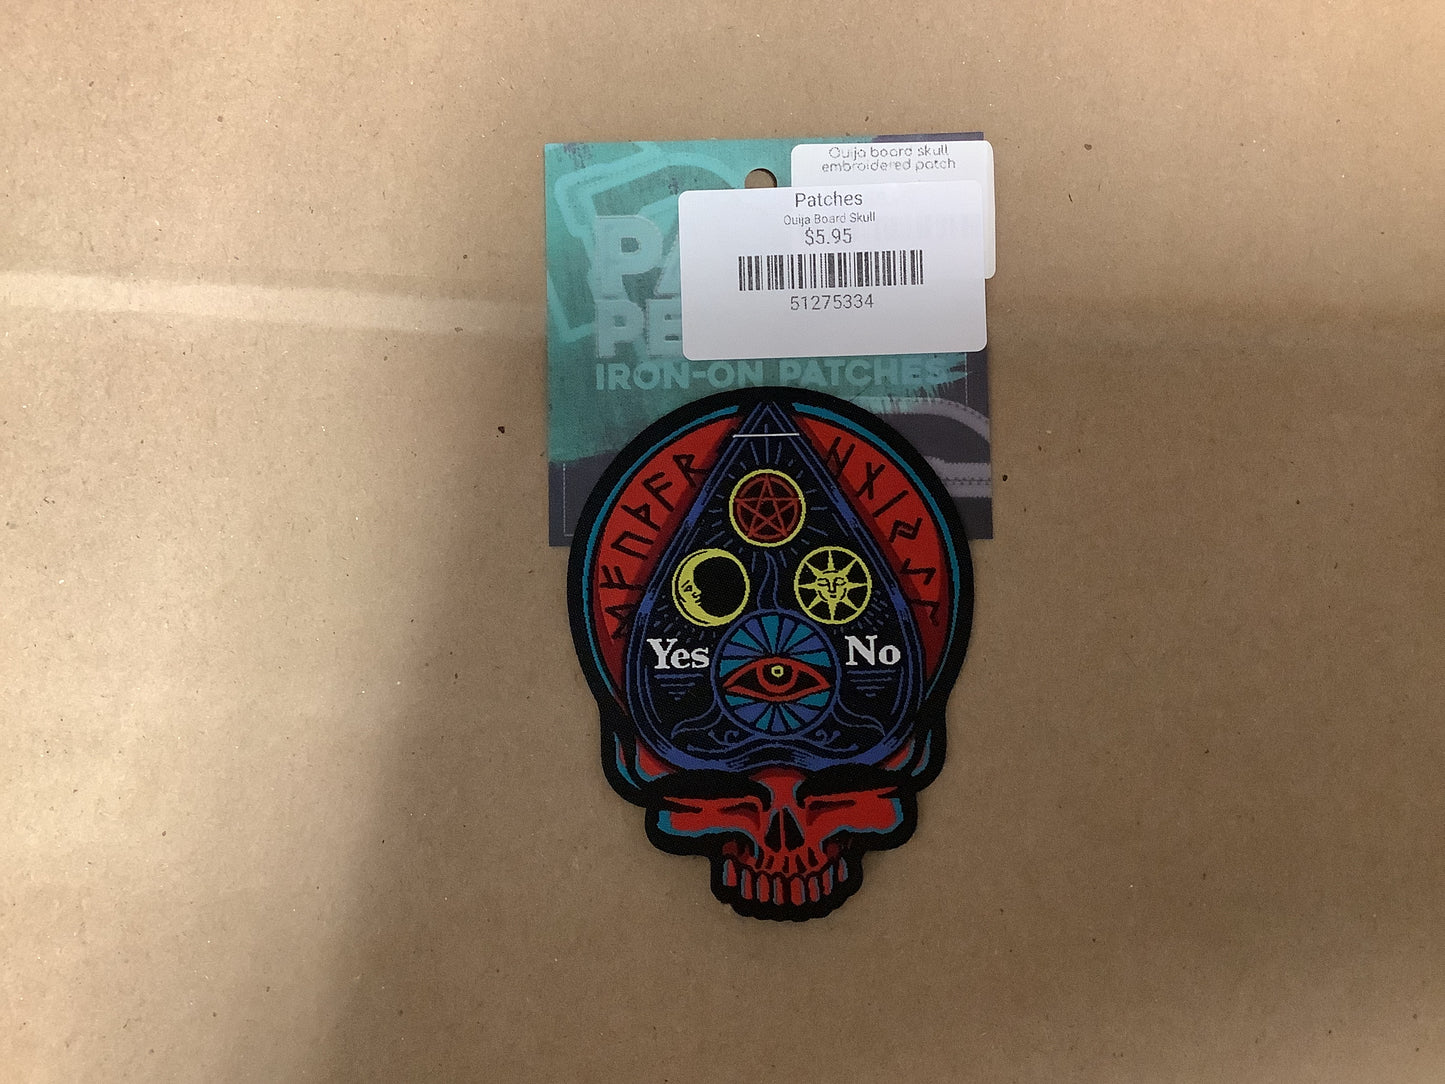 Ouija board skull
embroidered patch
Patches
Ouija Board Skull
$5.95
51275334
IRON-ON PATCHES
Yes
No